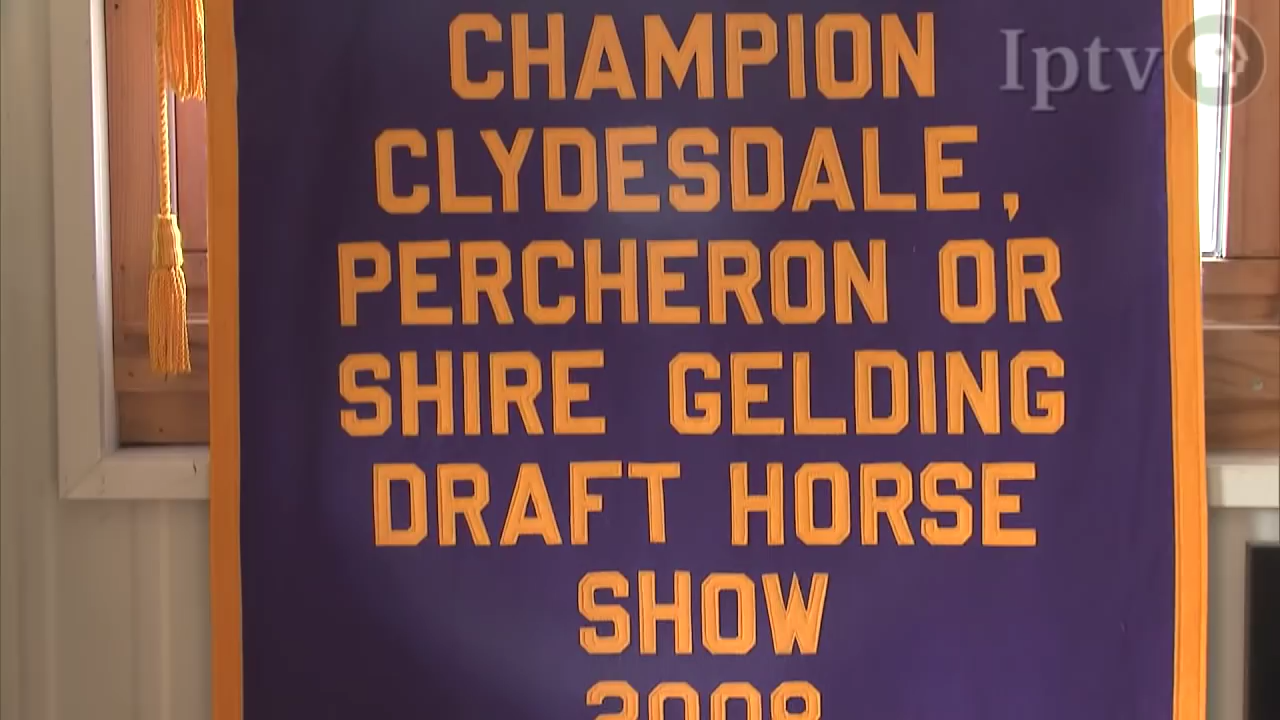 Iptv
CHAMPION
CLYDESDALE,
PERCHERON OR
SHIRE GELDING
DRAFT HORSE
SHOW